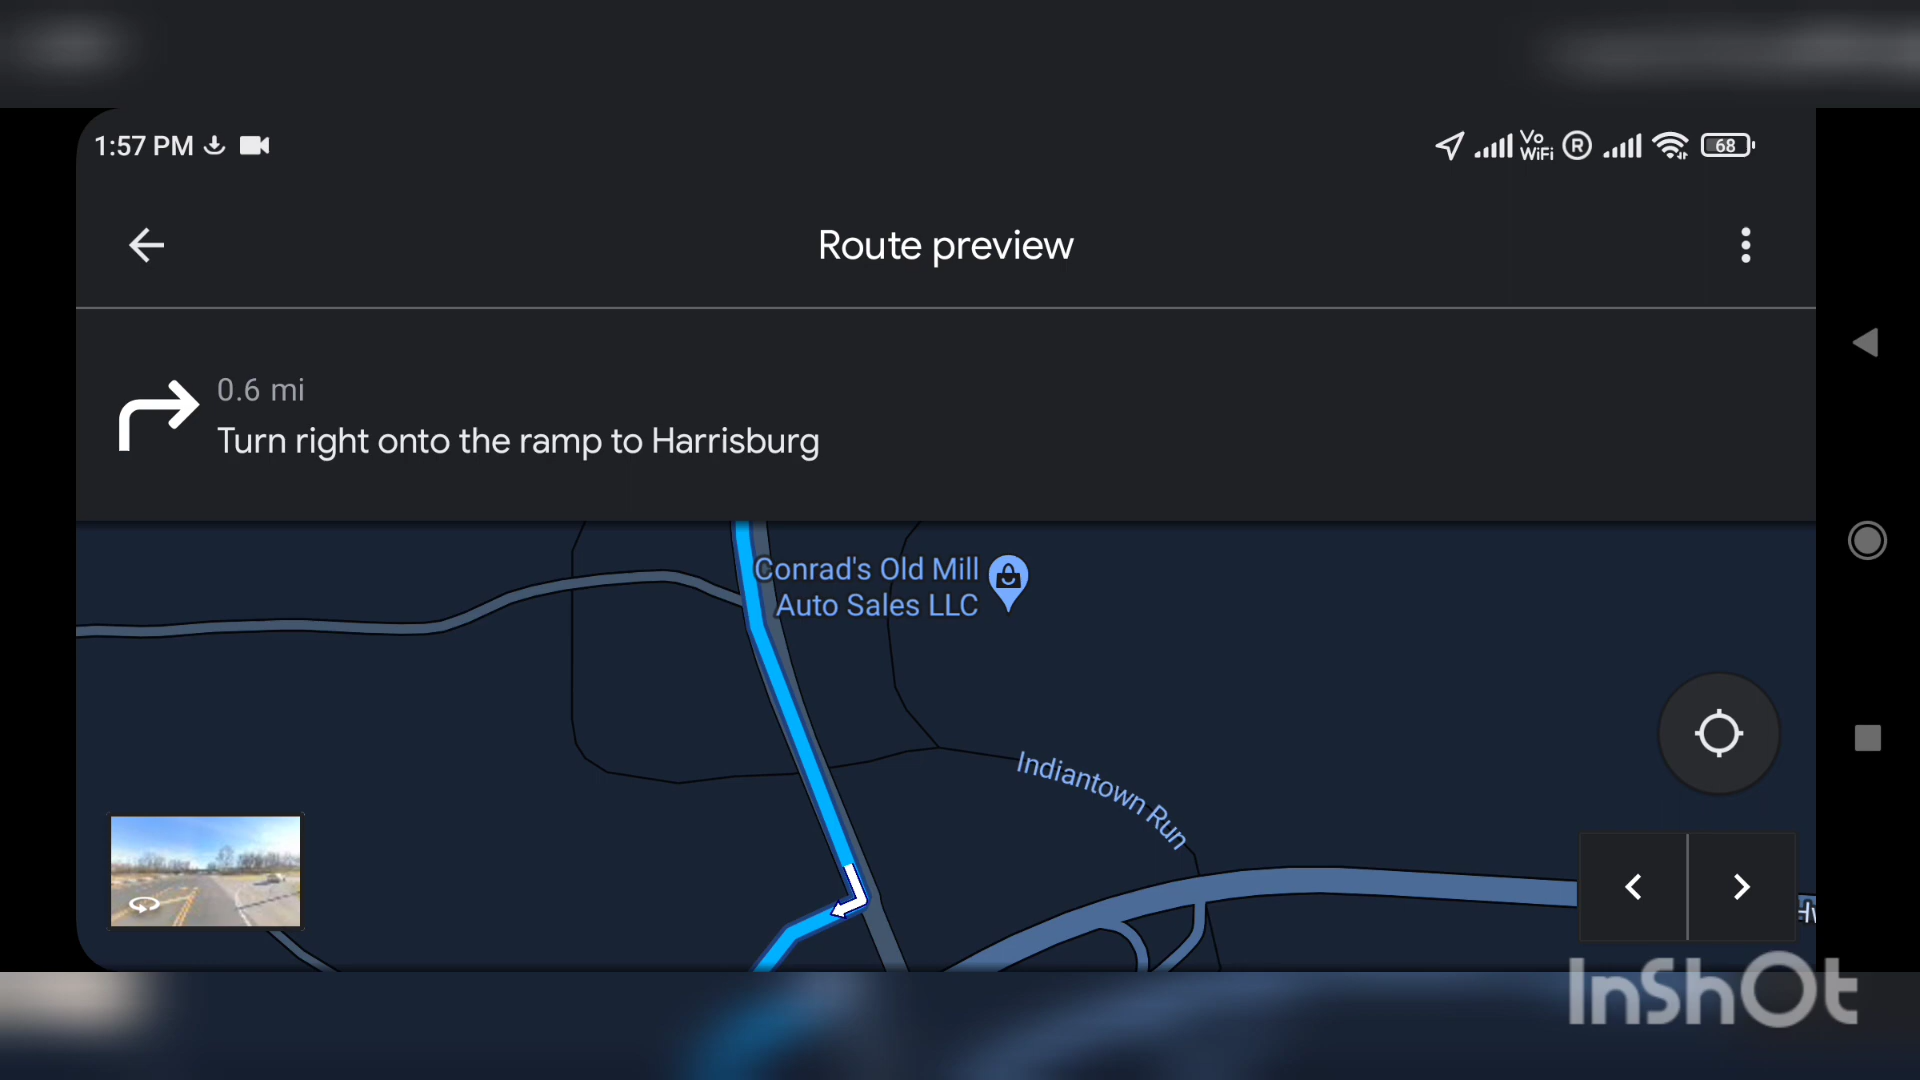 1:57 PM
Vo
WiFi
R
68
Route preview
0.6 mi
Turn right onto the ramp to Harrisburg
Conrad's Old Mill
Auto Sales LLC
Indiantown Run
InShOt